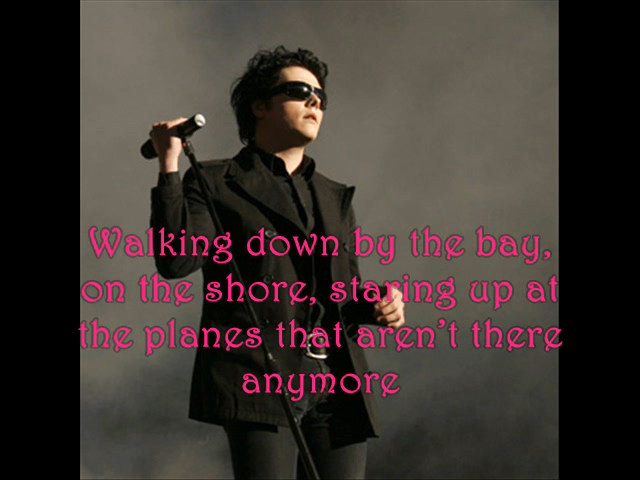 Walking down by the bay,
on the shore, staring up at
the planes that aren't there
anymore